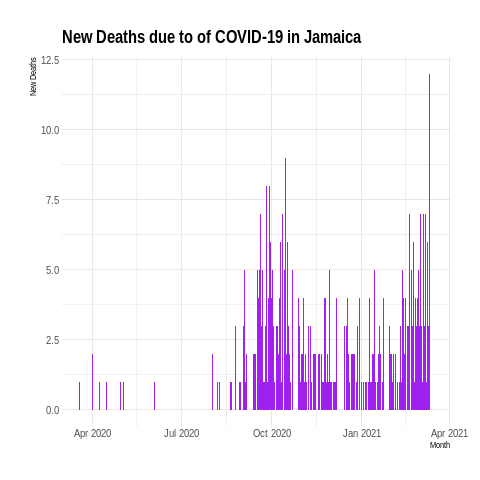 New Deaths due to of COVID-19 in Jamaica
New Deaths
12.5
10.0
7.5
5.0
2.5
0.0
Apr 2020
Jul 2020
Oct 2020
Jan 2021
Apr 2021
Month